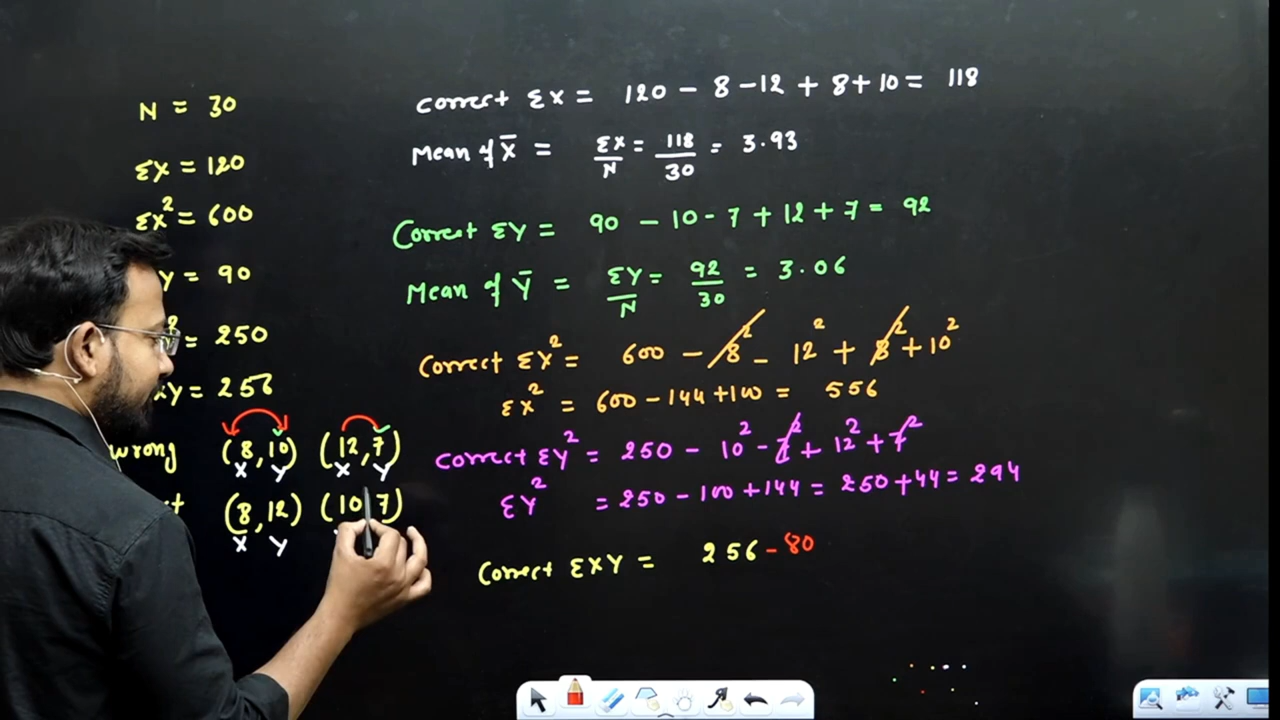 N = 30
ΣX = 120
ΣX² = 600
Y = 90
² = 250
XY = 256
wrong (8,10) (12,7)
X Y X Y
(8,12) (10,7)
X Y
Correct ΣX = 120 - 8 - 12 + 8 + 10 = 118
Mean of X̄ = ΣX/N = 118/30 = 3.93
Correct ΣY = 90 - 10 - 7 + 12 + 7 = 92
Mean of Ȳ = ΣY/N = 92/30 = 3.06
Correct ΣX² = 600 - 8² - 12² + 8² + 10²
ΣX² = 600 - 144 + 100 = 556
Correct ΣY² = 250 - 10² - 7² + 12² + 7²
ΣY² = 250 - 100 + 144 = 250 + 44 = 294
Correct ΣXY = 256 - 80